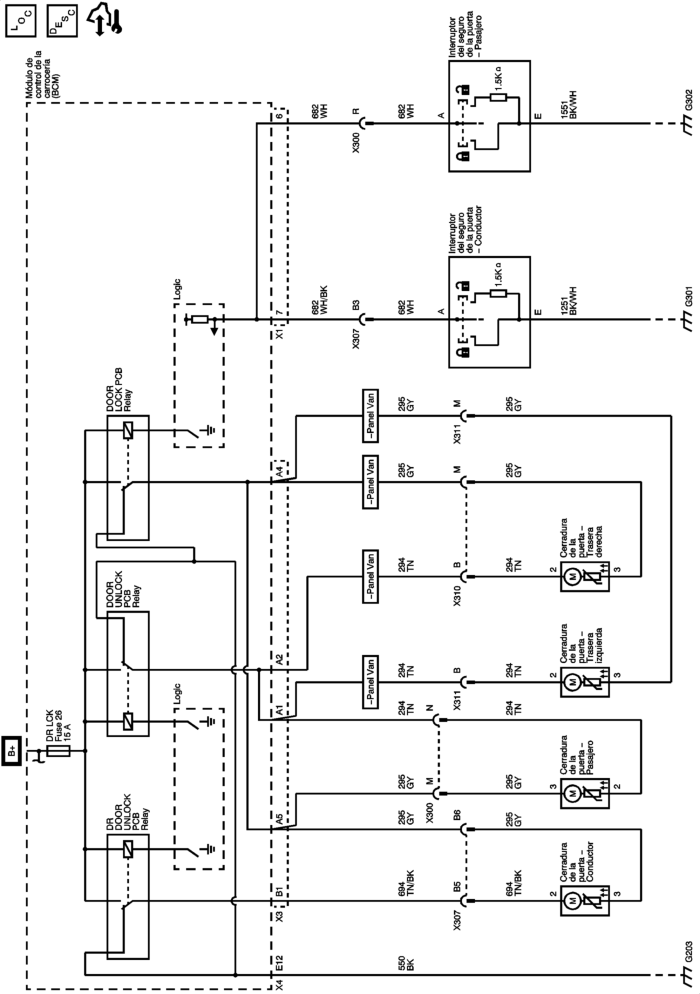 B+
L O C
D E S C
DR LCK
Fuse 26
15 A
Módulo de
control de la
carrocería
(BCM)
DR
DOOR
UNLOCK
PCB
Relay
DOOR
UNLOCK
PCB
Relay
DOOR
LOCK PCB
Relay
Logic
Logic
X4 E12
X3 B1
A5
A1
A2
A4
X1 7
6
550
BK
694
TN/BK
295
GY
295
GY
294
TN
–Panel Van
–Panel Van
–Panel Van
–Panel Van
294
TN
294
TN
295
GY
295
GY
682
WH/BK
682
WH
X307 B5
B6
X300 M
N
X311 B
X310 B
M
X311 M
X307 B3
X300 R
694
TN/BK
295
GY
295
GY
294
TN
294
TN
294
TN
295
GY
295
GY
682
WH
682
WH
Interruptor
del seguro
de la puerta
– Conductor
A
1.5K Ω
E
1251
BK/WH
Interruptor
del seguro
de la puerta
– Pasajero
A
1.5K Ω
E
1551
BK/WH
Cerradura
de la
puerta –
Conductor
2
M
3
Cerradura
de la
puerta –
Pasajero
3
M
2
Cerradura
de la
puerta –
Trasera
izquierda
2
M
3
Cerradura
de la
puerta –
Trasera
derecha
2
M
3
G203
G301
G302